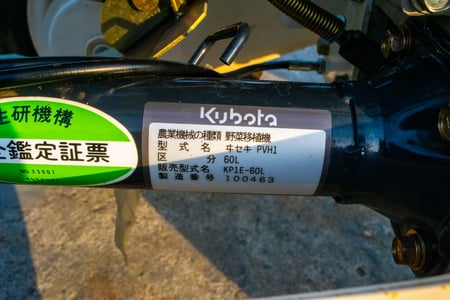 生研機構
全鑑定証票
NO.23661
Kubota
農業機械の種類 野菜移植機
型式名 ヰセキ PVH1
区分 60L
販売型式名 KP1E-60L
製造番号 100463